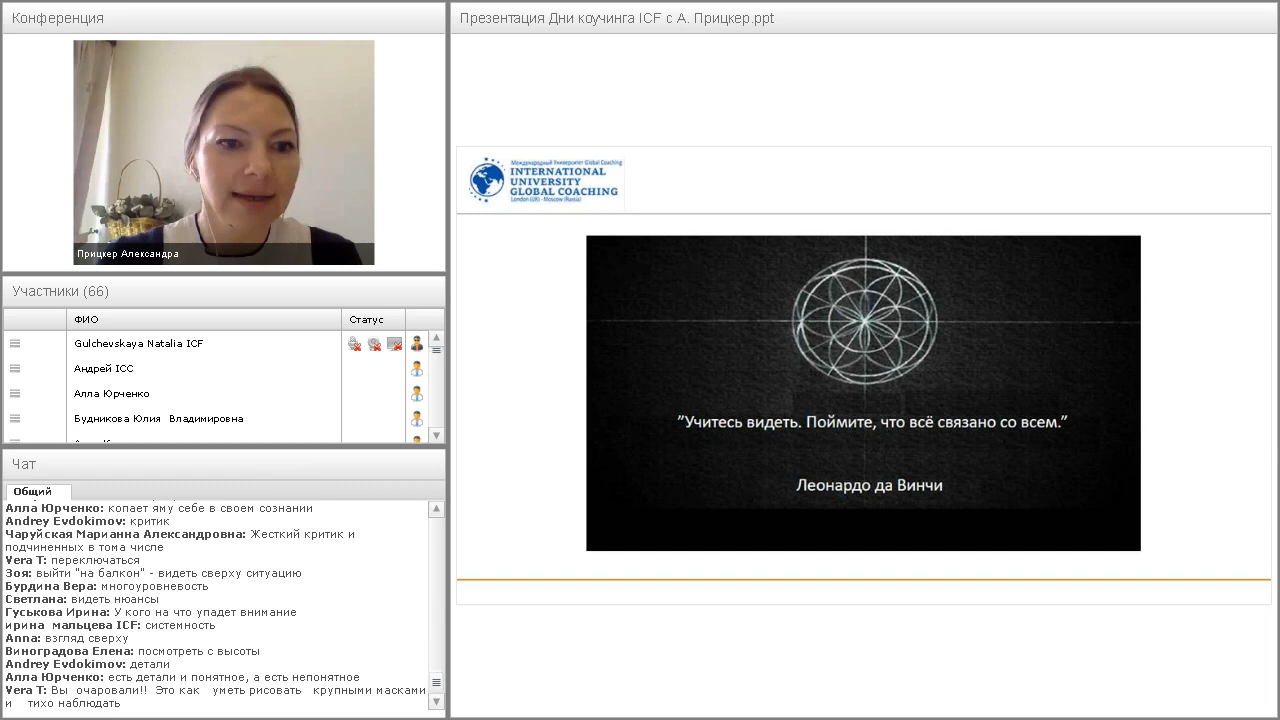 Конференция
Прицкер Александра
Участники (66)
ФИО
Статус
Gulchevskaya Natalia ICF
Андрей ICC
Алла Юрченко
Будникова Юлия Владимировна
Чат
Общий
Алла Юрченко: копает яму себе в своем сознании
Andrey Evdokimov: критик
Чаруйская Марианна Александровна: Жесткий критик и
подчиненных в тома числе
Vera T: переключаться
Зоя: выйти "на балкон" - видеть сверху ситуацию
Бурдина Вера: многоуровневость
Светлана: видеть нюансы
Гуськова Ирина: У кого на что упадет внимание
ирина мальцева ICF: системность
Anna: взгляд сверху
Виноградова Елена: посмотреть с высоты
Andrey Evdokimov: детали
Алла Юрченко: есть детали и понятное, а есть непонятное
Vera T: Вы как уметь рисовать крупными масками
и тихо наблюдать
Презентация Дни коучинга ICF с А. Прицкер.ppt
Международный Университет Global Coaching
INTERNATIONAL
UNIVERSITY
GLOBAL COACHING
London (UK) - Moscow (Russia)
"Учитесь видеть. Поймите, что всё связано со всем."
Леонардо да Винчи